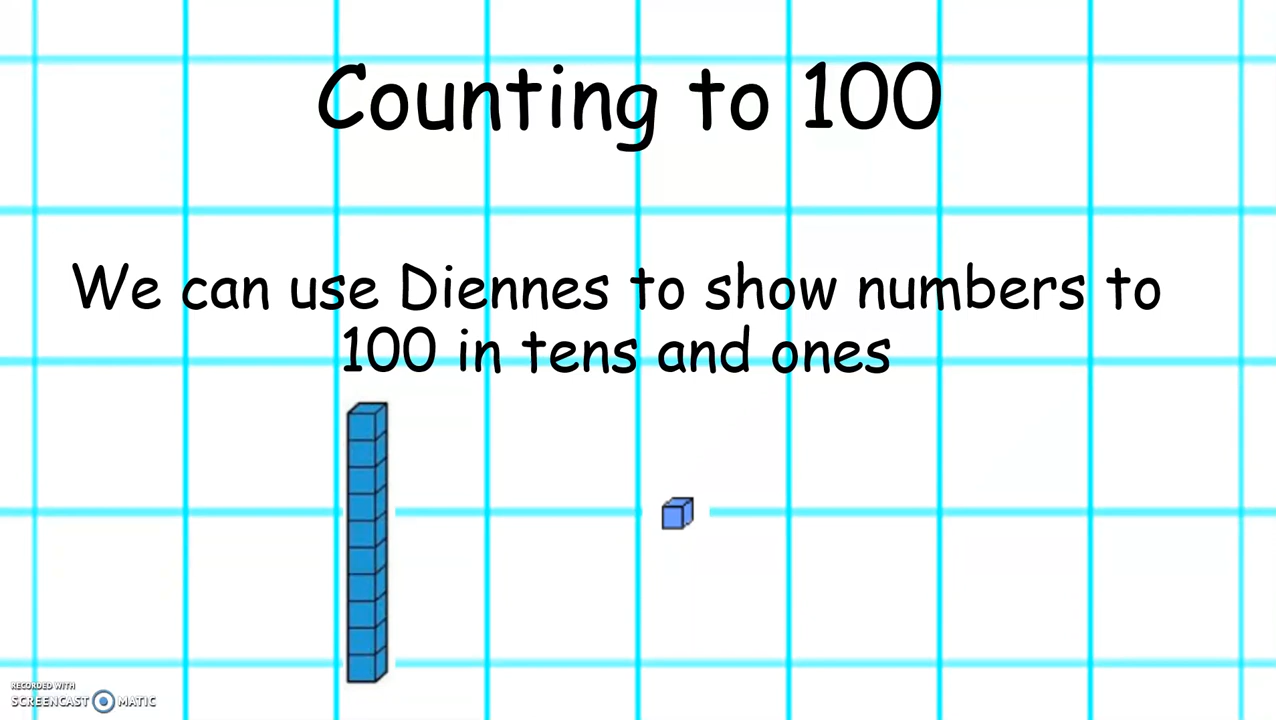 Counting to 100
We can use Diennes to show numbers to
100 in tens and ones
RECORDED WITH
SCREENCAST MATIC